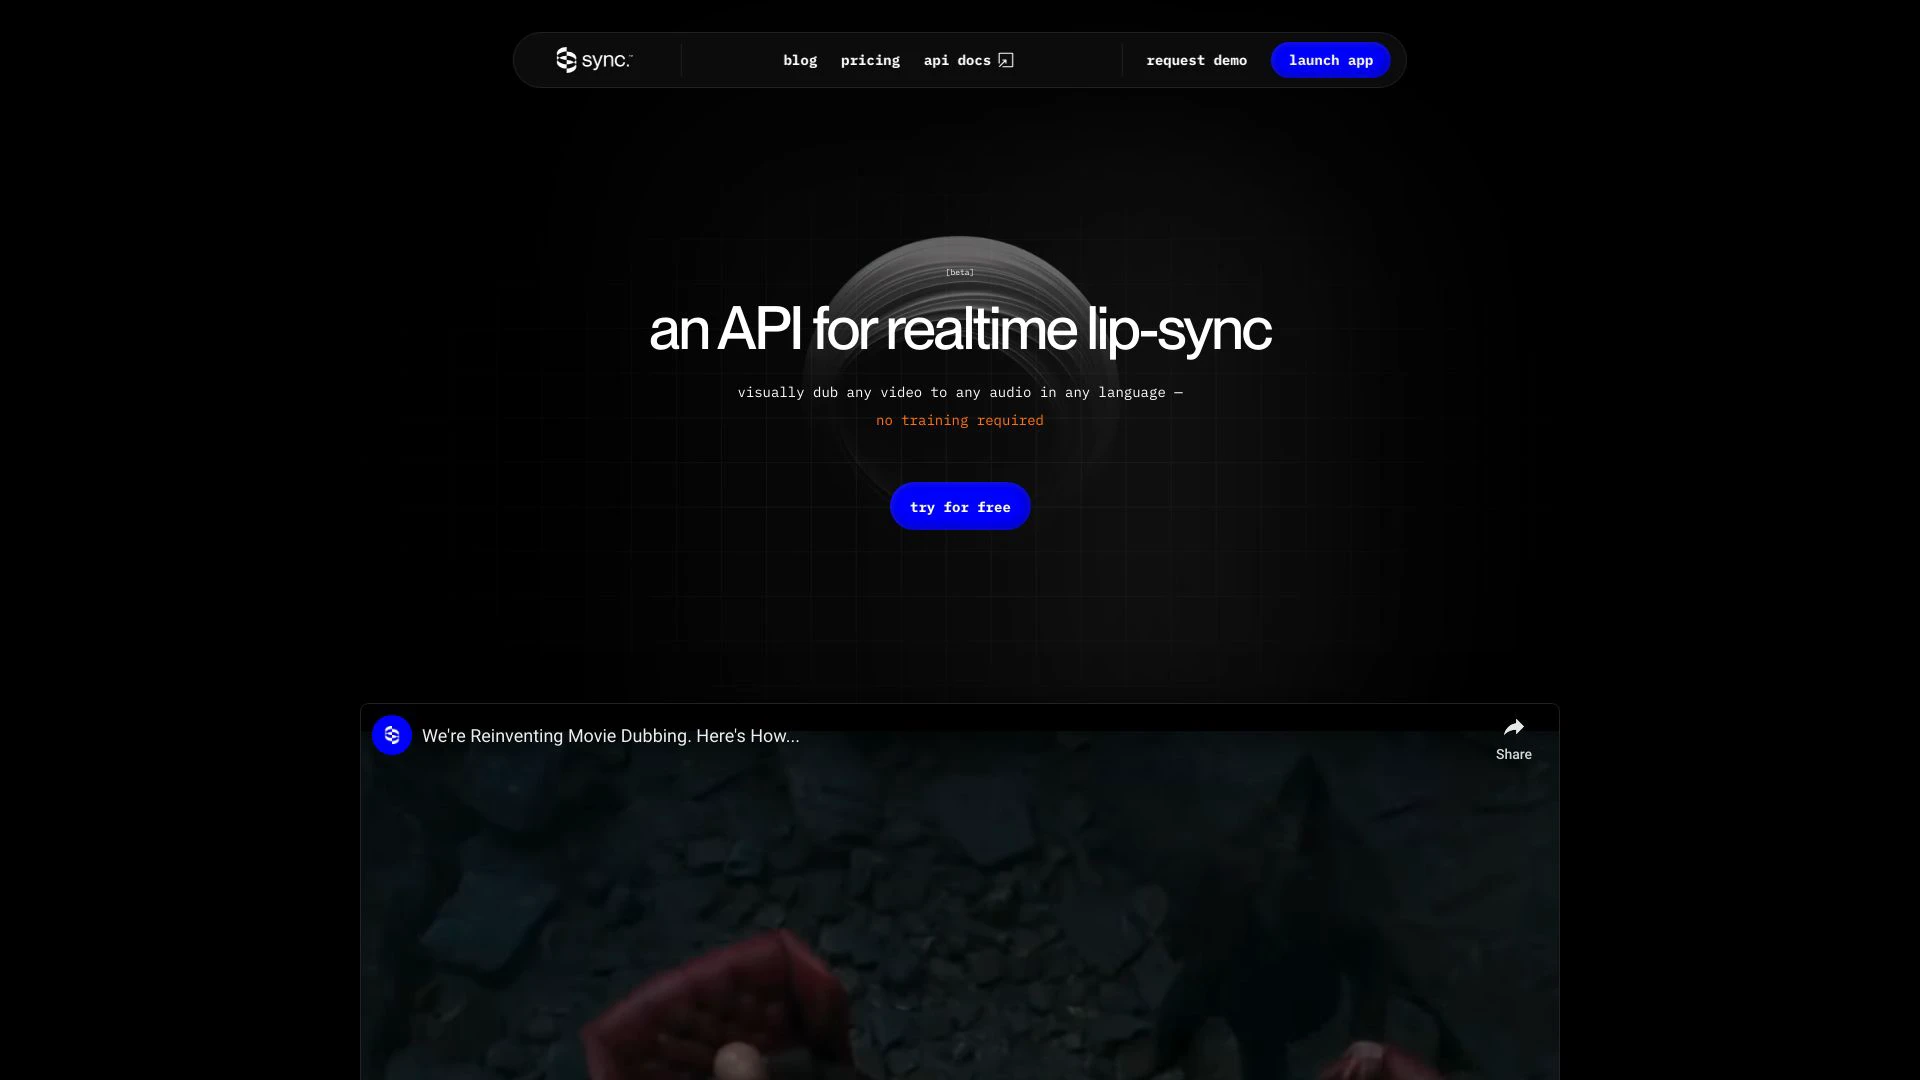 sync.
blog pricing api docs
request demo
launch app
[beta]
an API for realtime lip-sync
visually dub any video to any audio in any language —
no training required
try for free
We're Reinventing Movie Dubbing. Here's How...
Share